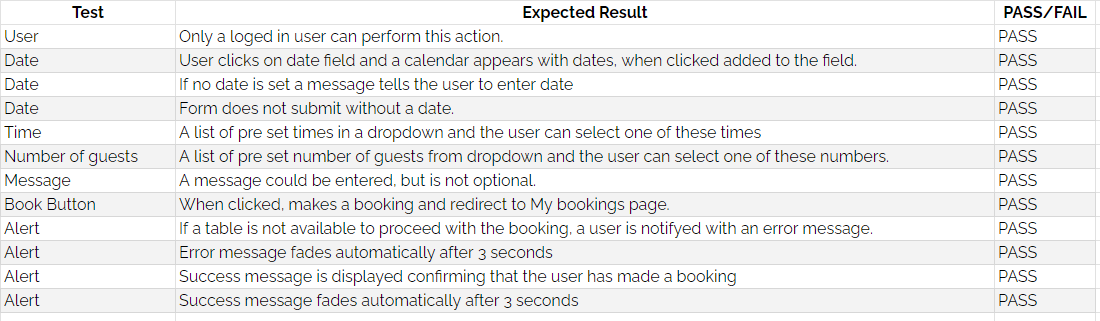 Test Expected Result PASS/FAIL
User Only a loged in user can perform this action. PASS
Date User clicks on date field and a calendar appears with dates, when clicked added to the field. PASS
Date If no date is set a message tells the user to enter date PASS
Date Form does not submit without a date. PASS
Time A list of pre set times in a dropdown and the user can select one of these times PASS
Number of guests A list of pre set number of guests from dropdown and the user can select one of these numbers. PASS
Message A message could be entered, but is not optional. PASS
Book Button When clicked, makes a booking and redirect to My bookings page. PASS
Alert If a table is not available to proceed with the booking, a user is notifyed with an error message. PASS
Alert Error message fades automatically after 3 seconds PASS
Alert Success message is displayed confirming that the user has made a booking PASS
Alert Success message fades automatically after 3 seconds PASS